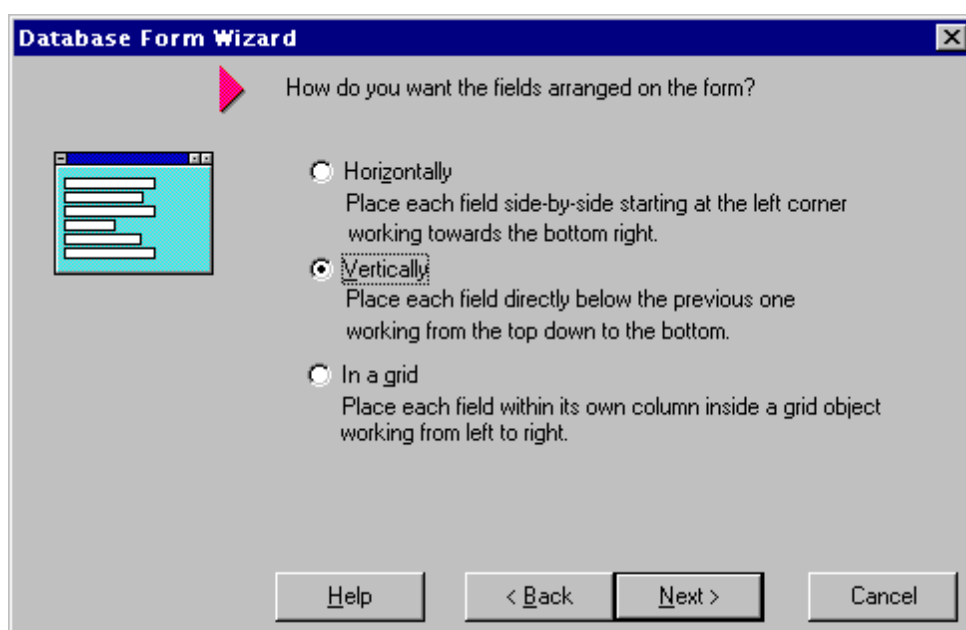 Database Form Wizard
How do you want the fields arranged on the form?
Horizontally
Place each field side-by-side starting at the left corner
working towards the bottom right.
Vertically
Place each field directly below the previous one
working from the top down to the bottom.
In a grid
Place each field within its own column inside a grid object
working from left to right.
Help < Back Next > Cancel